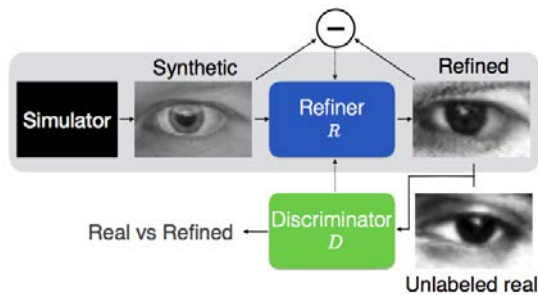 −
Synthetic
Refined
Simulator
Refiner
R
Discriminator
D
Real vs Refined
Unlabeled real